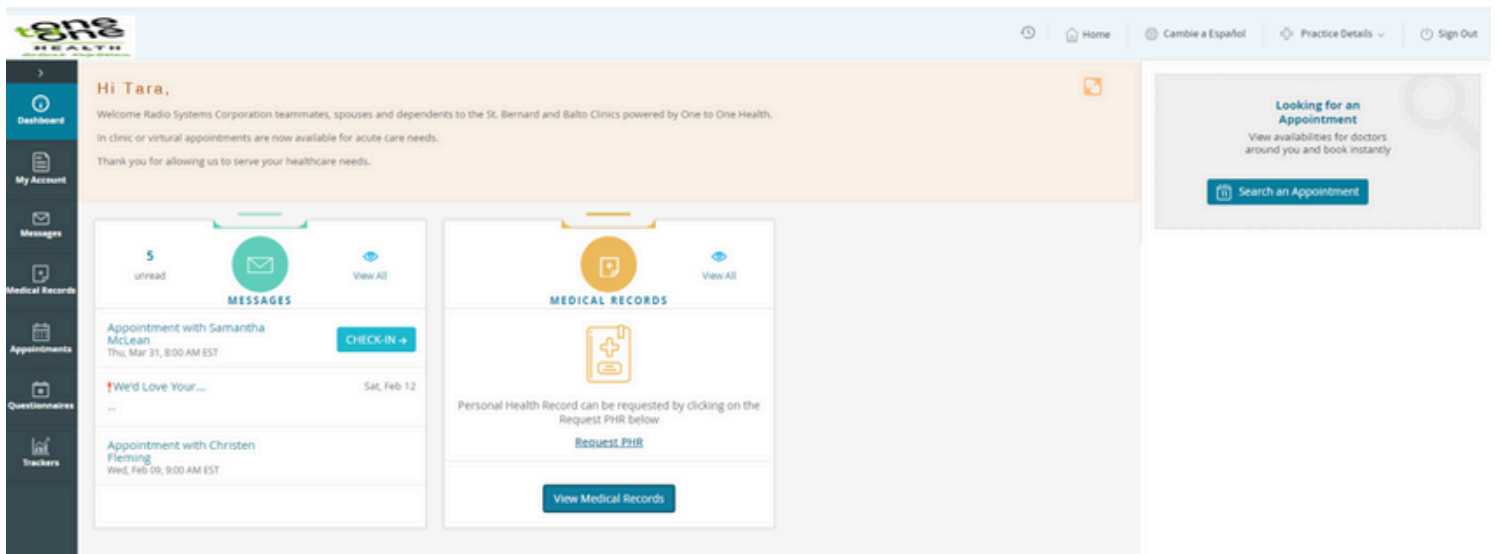 to one one
HEALTH
Home
Cambie a Español
Practice Details
Sign Out
Dashboard
My Account
Messages
Medical Records
Appointments
Questionnaires
Trackers
Hi Tara,
Welcome Radio Systems Corporation teammates, spouses and dependents to the St. Bernard and Balto Clinics powered by One to One Health.
In clinic or virtural appointments are now available for acute care needs.
Thank you for allowing us to serve your healthcare needs.
5
unread
View All
MESSAGES
Appointment with Samantha
McLean
Thu, Mar 31, 8:00 AM EST
CHECK-IN →
!We'd Love Your...
Sat, Feb 12
...
Appointment with Christen
Fleming
Wed, Feb 09, 9:00 AM EST
View All
MEDICAL RECORDS
Personal Health Record can be requested by clicking on the
Request PHR below
Request PHR
View Medical Records
Looking for an
Appointment
View availabilities for doctors
around you and book instantly
Search an Appointment